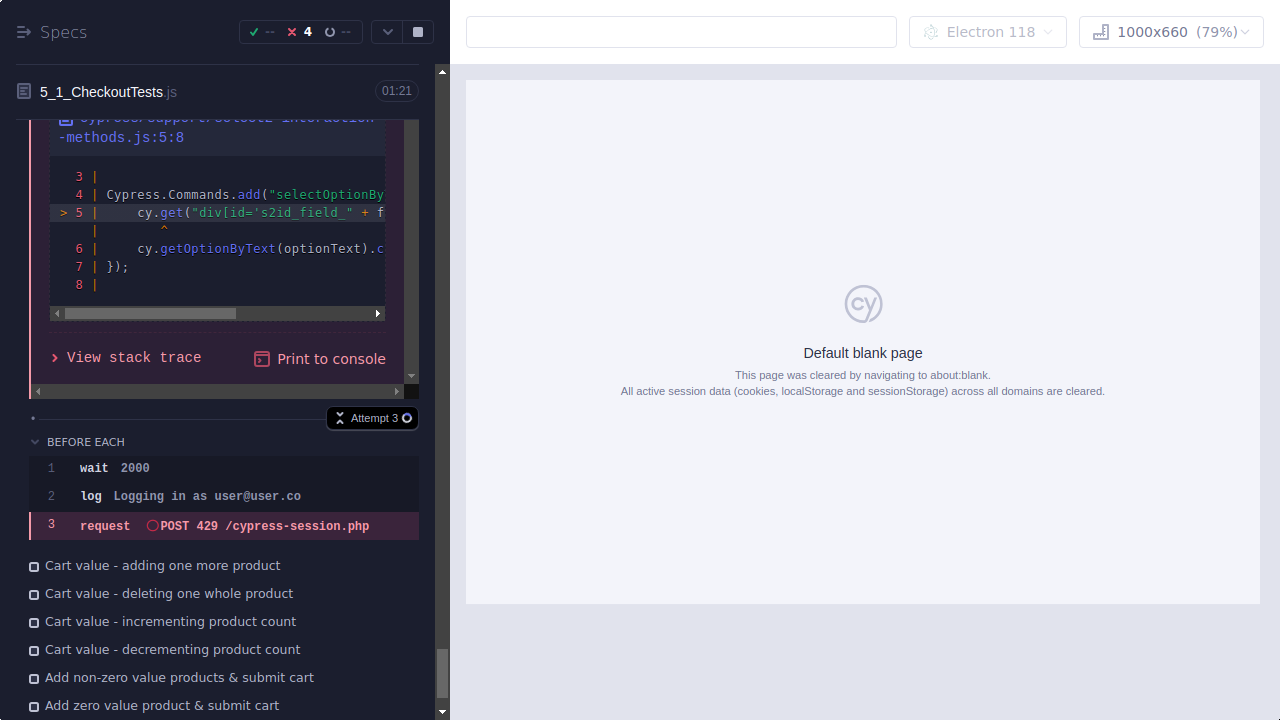 Specs
--
4
--
5_1_CheckoutTests.js
01:21
-methods.js:5:8
3 |
4 | Cypress.Commands.add("selectOptionBy
> 5 |     cy.get("div[id='s2id_field_" + f
|        ^
6 |     cy.getOptionByText(optionText).c
7 | });
8 |
View stack trace
Print to console
Attempt 3
BEFORE EACH
1 wait 2000
2 log Logging in as user@user.co
3 request POST 429 /cypress-session.php
Cart value - adding one more product
Cart value - deleting one whole product
Cart value - incrementing product count
Cart value - decrementing product count
Add non-zero value products & submit cart
Add zero value product & submit cart
Electron 118
1000x660 (79%)
cy
Default blank page
This page was cleared by navigating to about:blank.
All active session data (cookies, localStorage and sessionStorage) across all domains are cleared.